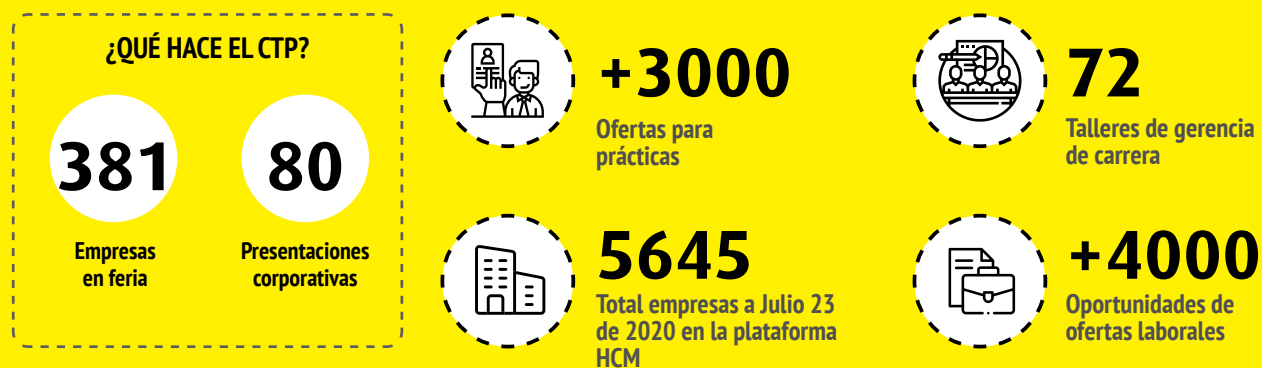 ¿QUÉ HACE EL CTP?
381
Empresas
en feria
80
Presentaciones
corporativas
+3000
Ofertas para
prácticas
72
Talleres de gerencia
de carrera
5645
Total empresas a Julio 23
de 2020 en la plataforma
HCM
+4000
Oportunidades de
ofertas laborales